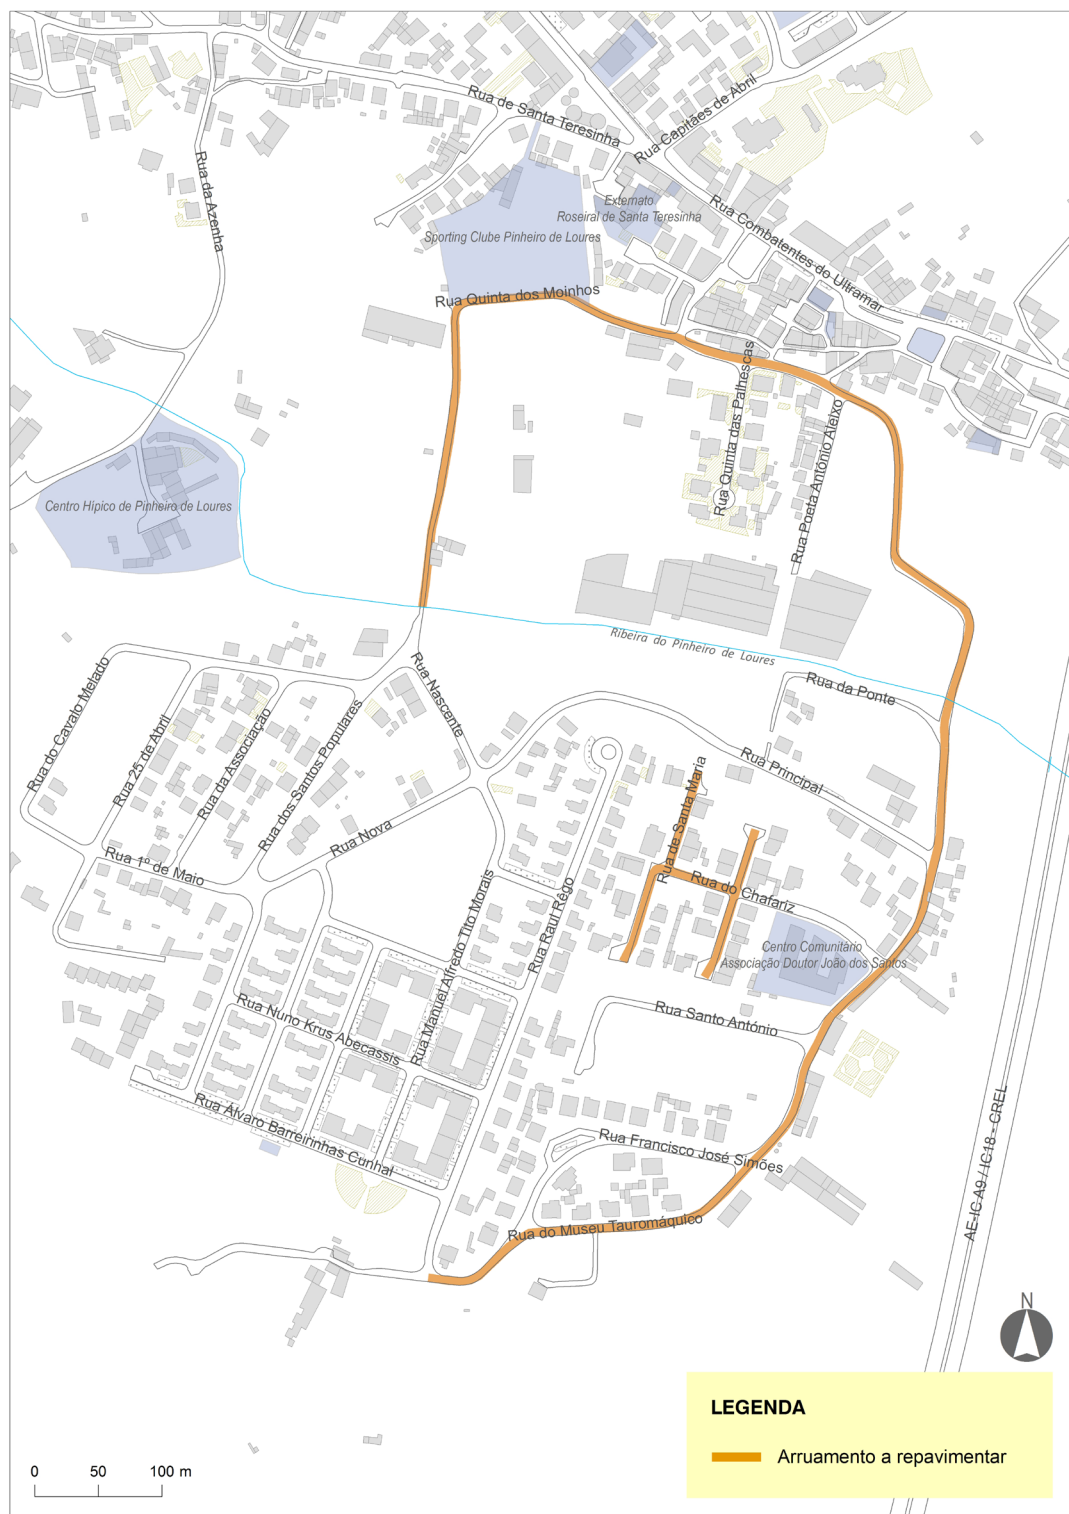 Rua de Santa Teresinha
Rua Capitães de Abril
Rua da Azenha
Externato
Roseiral de Santa Teresinha
Rua Combatentes do Ultramar
Sporting Clube Pinheiro de Loures
Rua Quinta dos Moinhos
Rua Quinta das Palhescas
Rua Poeta António Aleixo
Centro Hípico de Pinheiro de Loures
Ribeira do Pinheiro de Loures
Rua do Cavalo Melado
Rua 25 de Abril
Rua da Associação
Rua dos Santos Populares
Rua Nascente
Rua da Ponte
Rua Principal
Rua de Santa Maria
Rua Nova
Rua 1º de Maio
Rua do Chafariz
Rua Raul Rêgo
Rua Manuel Alfredo Tito Morais
Centro Comunitário
Associação Doutor João dos Santos
Rua Nuno Krus Abecassis
Rua Santo António
Rua Álvaro Barreirinhas Cunhal
Rua Francisco José Simões
Rua do Museu Tauromáquico
AE-IC A9 / IC18 - CREL
N
LEGENDA
Arruamento a repavimentar
0 50 100 m